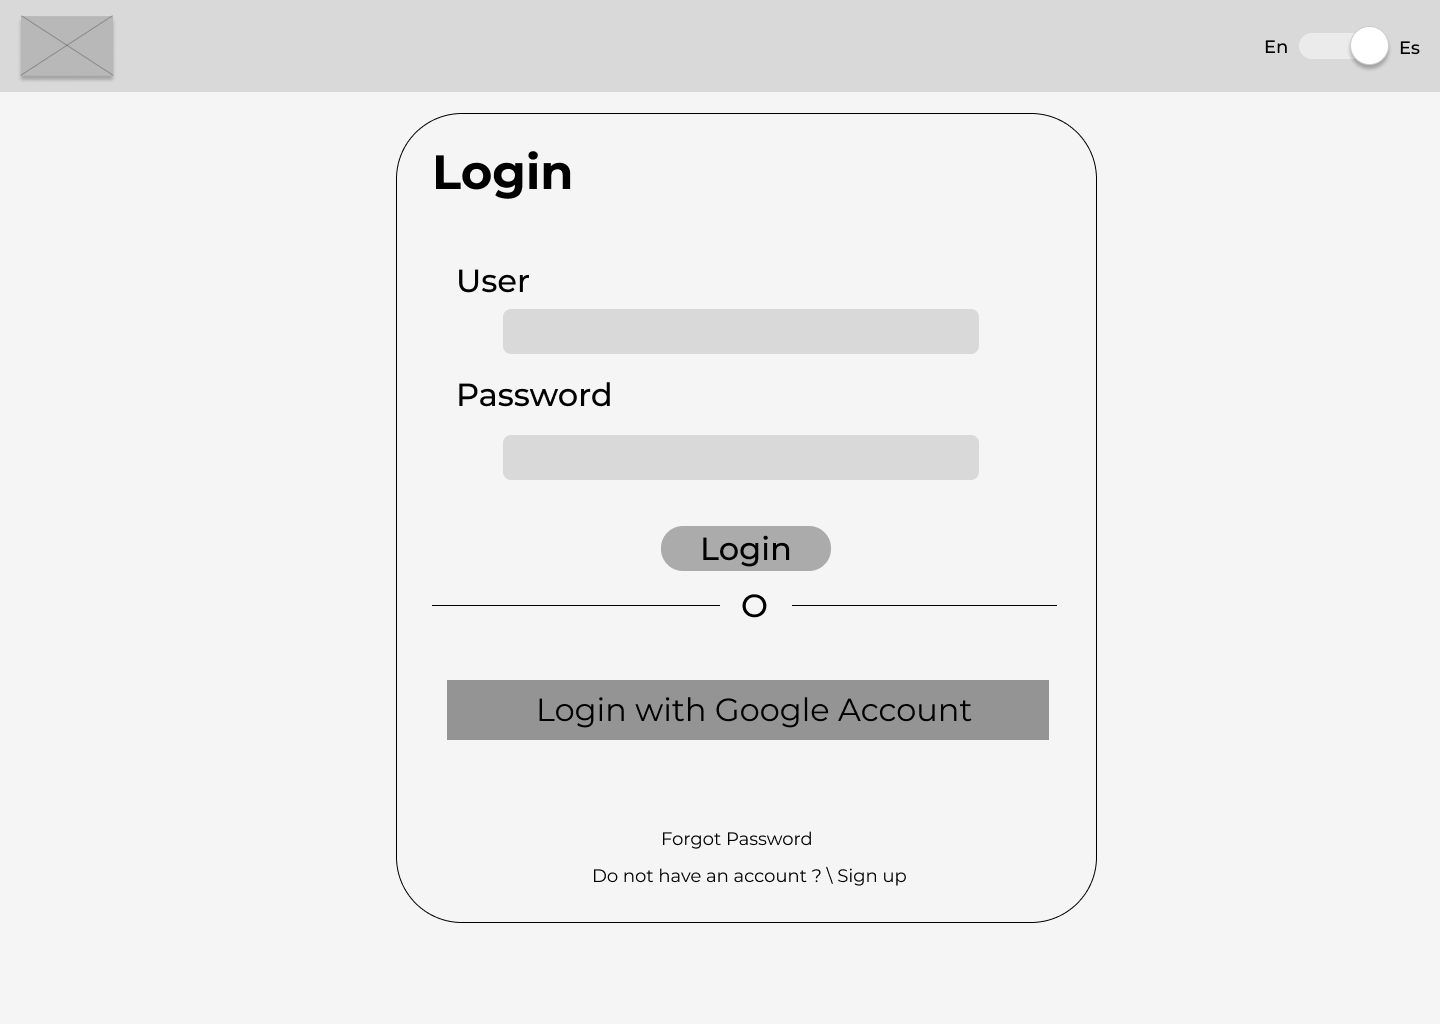 En
Es
Login
User
Password
Login
O
Login with Google Account
Forgot Password
Do not have an account ? \ Sign up